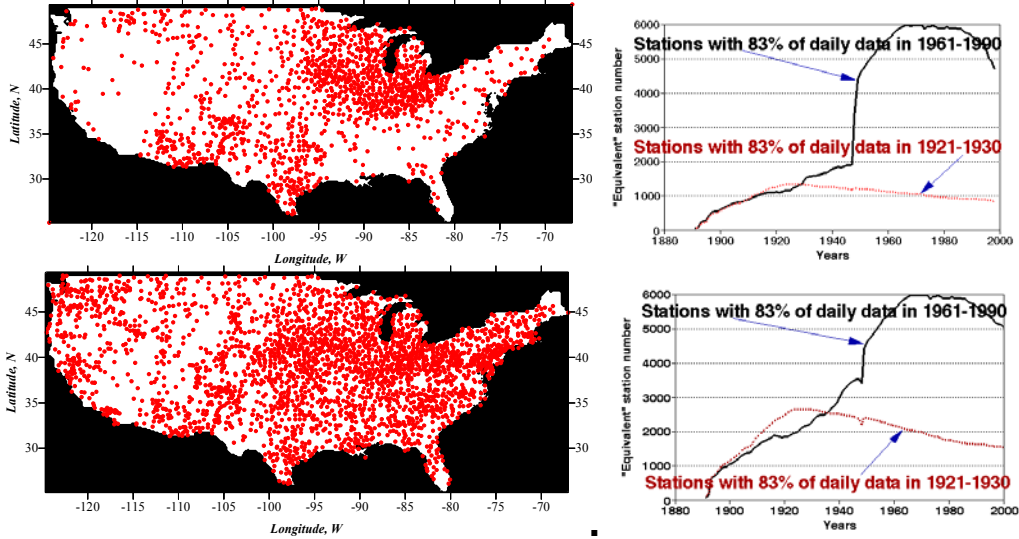 45
40
35
30
Latitude, N
45
40
35
30
-120 -110 -105 -100 -95 -90 -85 -80 -75 -70
Longitude, W
6000
5000
4000
3000
2000
1000
0
"Equivalent" station number
Stations with 83% of daily data in 1961-1990
Stations with 83% of daily data in 1921-1930
1880 1900 1920 1940 1960 1980 2000
Years
45
40
35
30
Latitude, N
45
40
35
30
-120 -110 -105 -100 -95 -90 -85 -80 -75 -70
Longitude, W
6000
5000
4000
3000
2000
1000
0
"Equivalent" station number
Stations with 83% of daily data in 1961-1990
Stations with 83% of daily data in 1921-1930
1880 1900 1920 1940 1960 1980 2000
Years